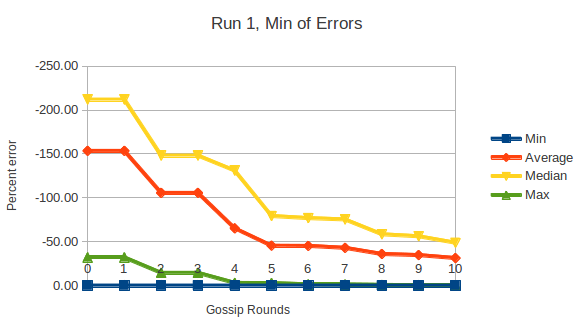 Run 1, Min of Errors
-250.00
-200.00
-150.00
-100.00
-50.00
0.00
Percent error
0 1 2 3 4 5 6 7 8 9 10
Gossip Rounds
Min
Average
Median
Max